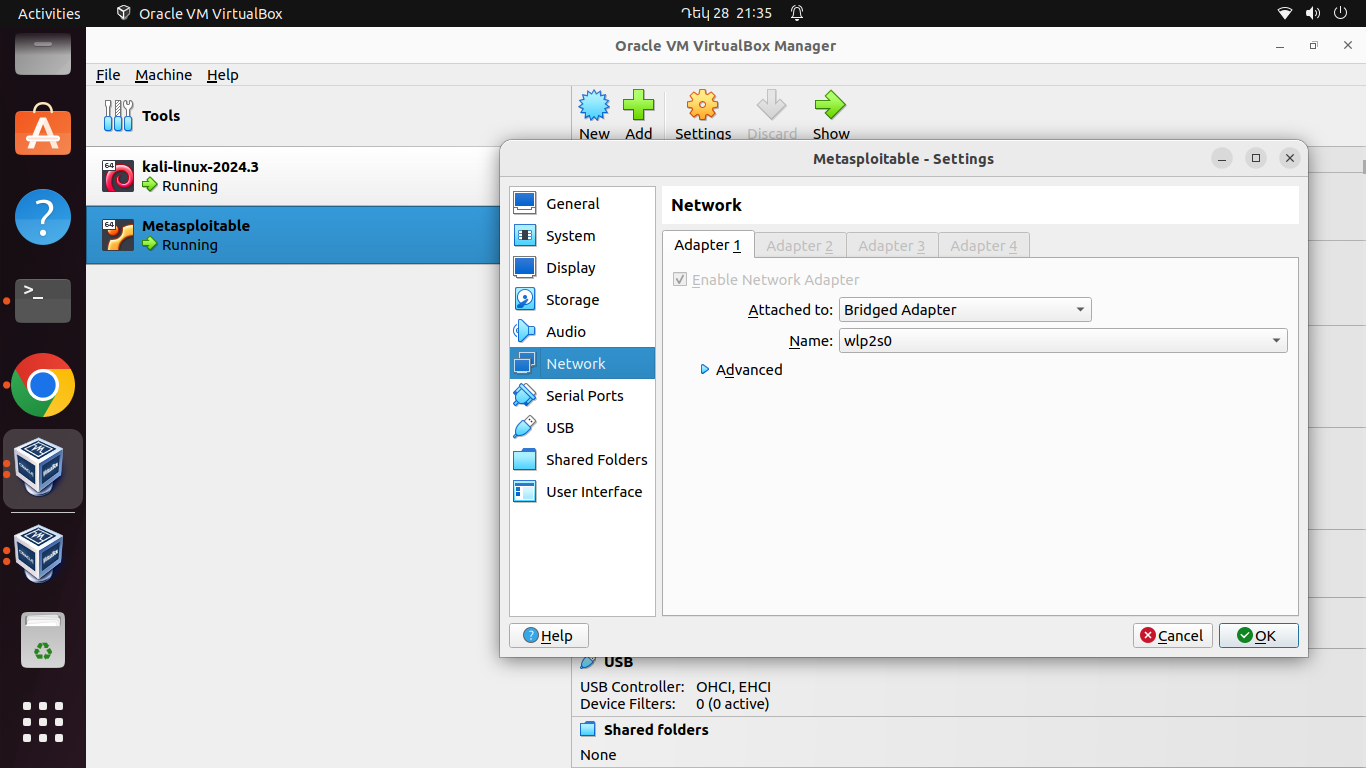 Activities Oracle VM VirtualBox Դեկ 28 21:35
Oracle VM VirtualBox Manager
File Machine Help
Tools
New Add Settings Discard Show
64 kali-linux-2024.3
Running
64 Metasploitable
Running
Metasploitable - Settings
General
System
Display
Storage
Audio
Network
Serial Ports
USB
Shared Folders
User Interface
Network
Adapter 1 Adapter 2 Adapter 3 Adapter 4
Enable Network Adapter
Attached to: Bridged Adapter
Name: wlp2s0
Advanced
Help Cancel OK
USB
USB Controller: OHCI, EHCI
Device Filters: 0 (0 active)
Shared folders
None